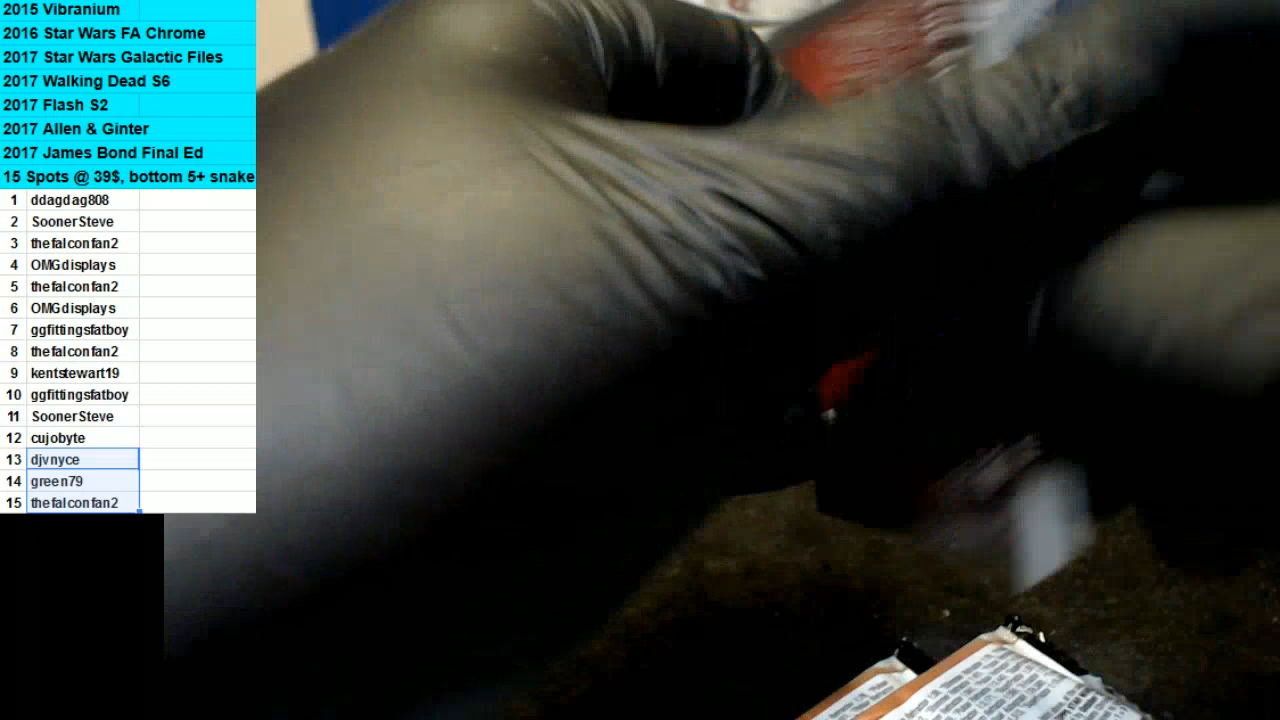 2015 Vibranium
2016 Star Wars FA Chrome
2017 Star Wars Galactic Files
2017 Walking Dead S6
2017 Flash S2
2017 Allen & Ginter
2017 James Bond Final Ed
15 Spots @ 39$, bottom 5+ snake
1 ddagdag808
2 SoonerSteve
3 thefalconfan2
4 OMGdisplays
5 thefalconfan2
6 OMGdisplays
7 ggfittingsfatboy
8 thefalconfan2
9 kentstewart19
10 ggfittingsfatboy
11 SoonerSteve
12 cujobyte
13 djvnyce
14 green79
15 thefalconfan2